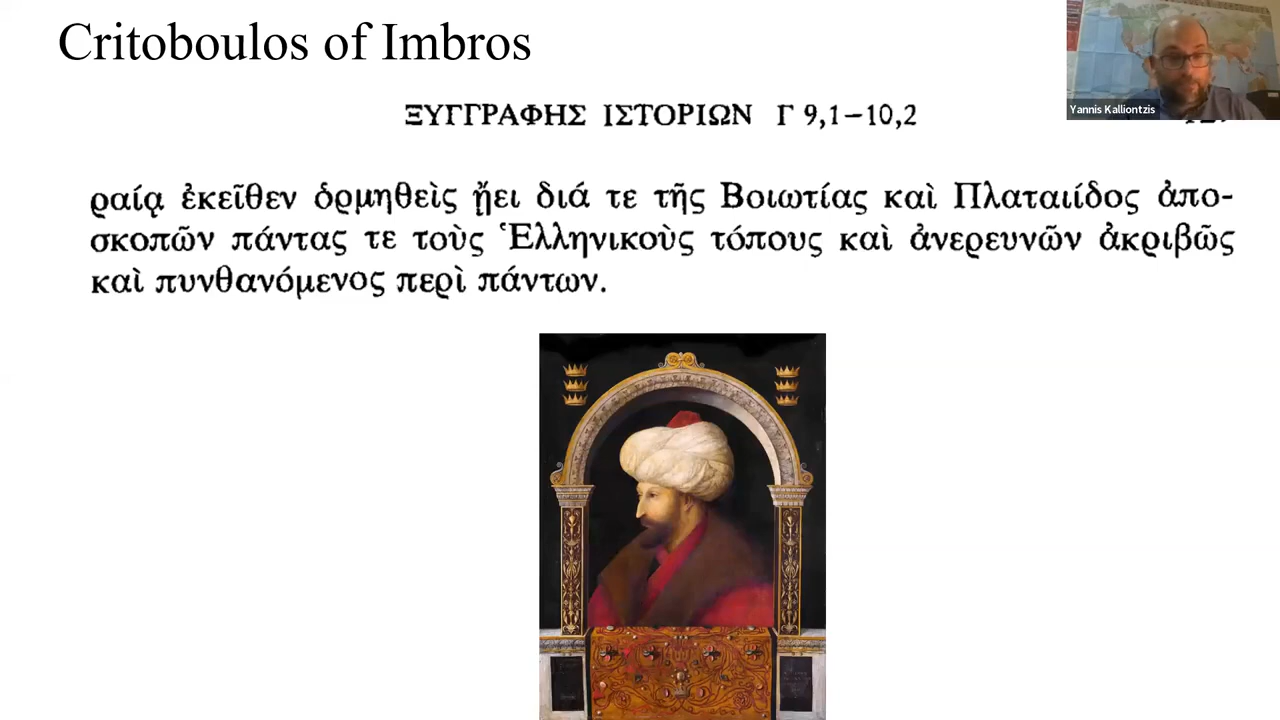 Critoboulos of Imbros
Yannis Kalliontzis
ΞΥΓΓΡΑΦΗΣ ΙΣΤΟΡΙΩΝ Γ 9,1–10,2
ραίᾳ ἐκεῖθεν ὁρμηθεὶς ᾔει διά τε τῆς Βοιωτίας καὶ Πλαταιίδος ἀπο-
σκοπῶν πάντας τε τοὺς Ἑλληνικοὺς τόπους καὶ ἀνερευνῶν ἀκριβῶς
καὶ πυνθανόμενος περὶ πάντων.